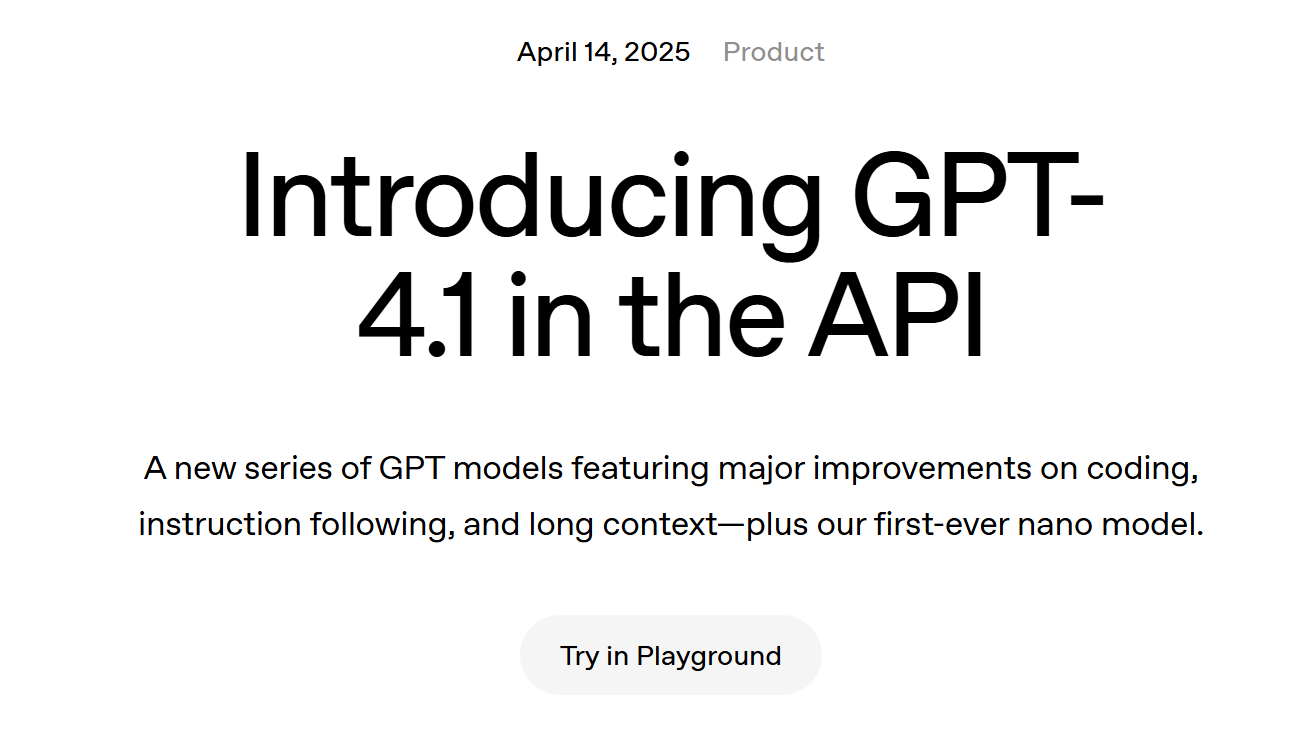 April 14, 2025 Product
Introducing GPT-
4.1 in the API
A new series of GPT models featuring major improvements on coding,
instruction following, and long context—plus our first-ever nano model.
Try in Playground